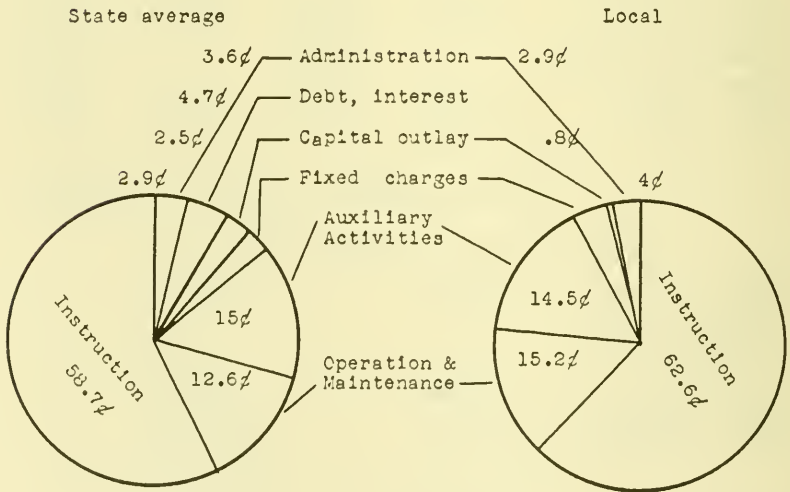 State average Local
3.6¢ Administration 2.9¢
4.7¢ Debt, interest
2.5¢ Capital outlay .8¢
2.9¢ Fixed charges 4¢
Auxiliary
Activities
15¢ 14.5¢
Instruction
58.7¢
12.6¢
Operation &
Maintenance
15.2¢
Instruction
62.6¢